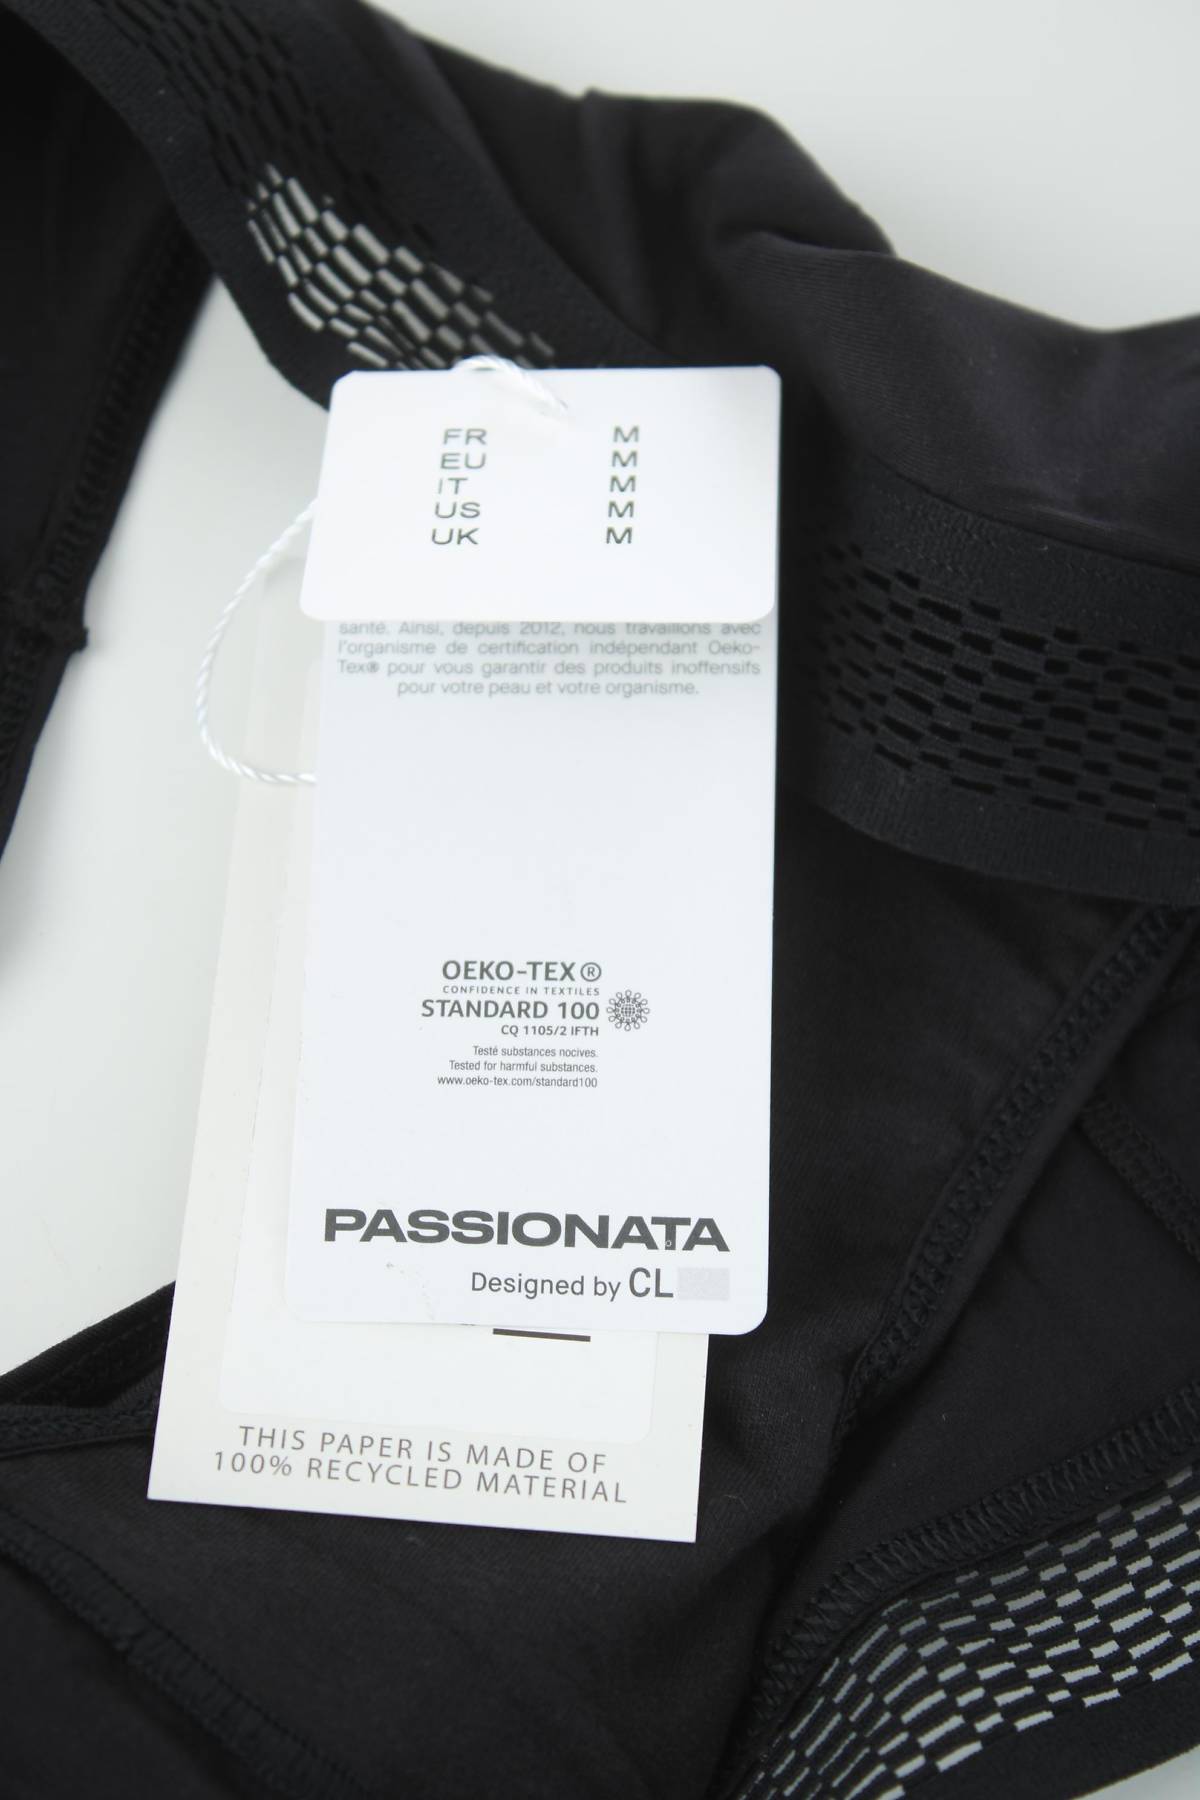 FR M
EU M
IT M
US M
UK M
santé. Ainsi, depuis 2012, nous travaillons avec
l'organisme de certification indépendant Oeko-
Tex® pour vous garantir des produits inoffensifs
pour votre peau et votre organisme.
OEKO-TEX®
CONFIDENCE IN TEXTILES
STANDARD 100
CQ 1105/2 IFTH
Testé substances nocives.
Tested for harmful substances.
www.oeko-tex.com/standard100
PASSIONATA
Designed by CL
THIS PAPER IS MADE OF
100% RECYCLED MATERIAL